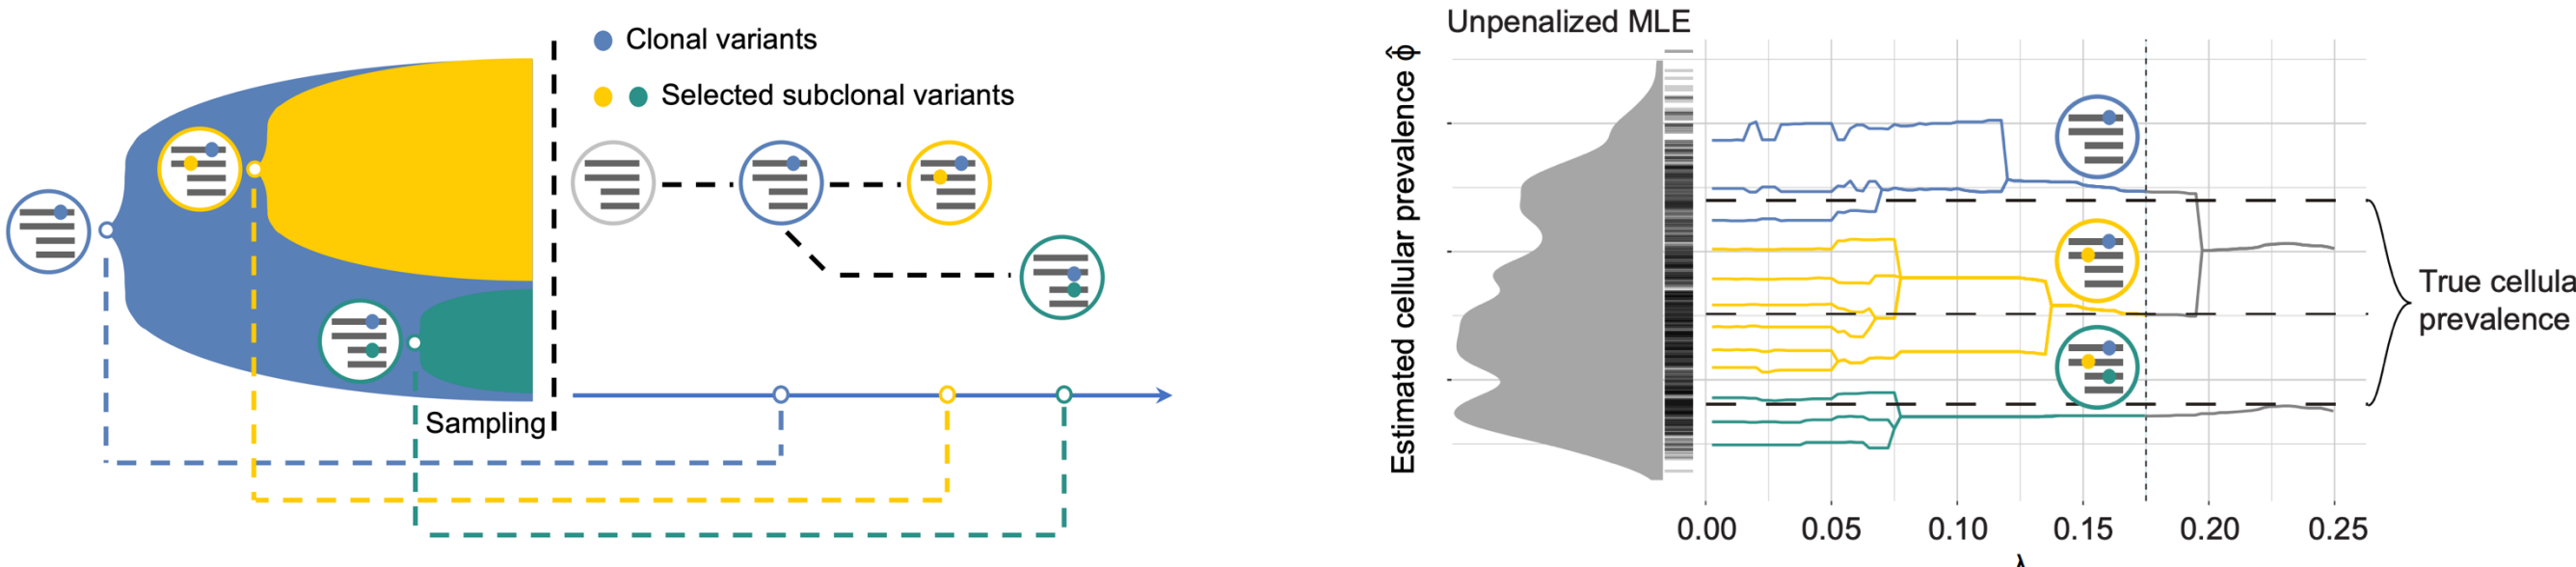 Clonal variants
Selected subclonal variants
Sampling
Unpenalized MLE
Estimated cellular prevalence ϕ̂
0.00 0.05 0.10 0.15 0.20 0.25
λ
True cellula
prevalence